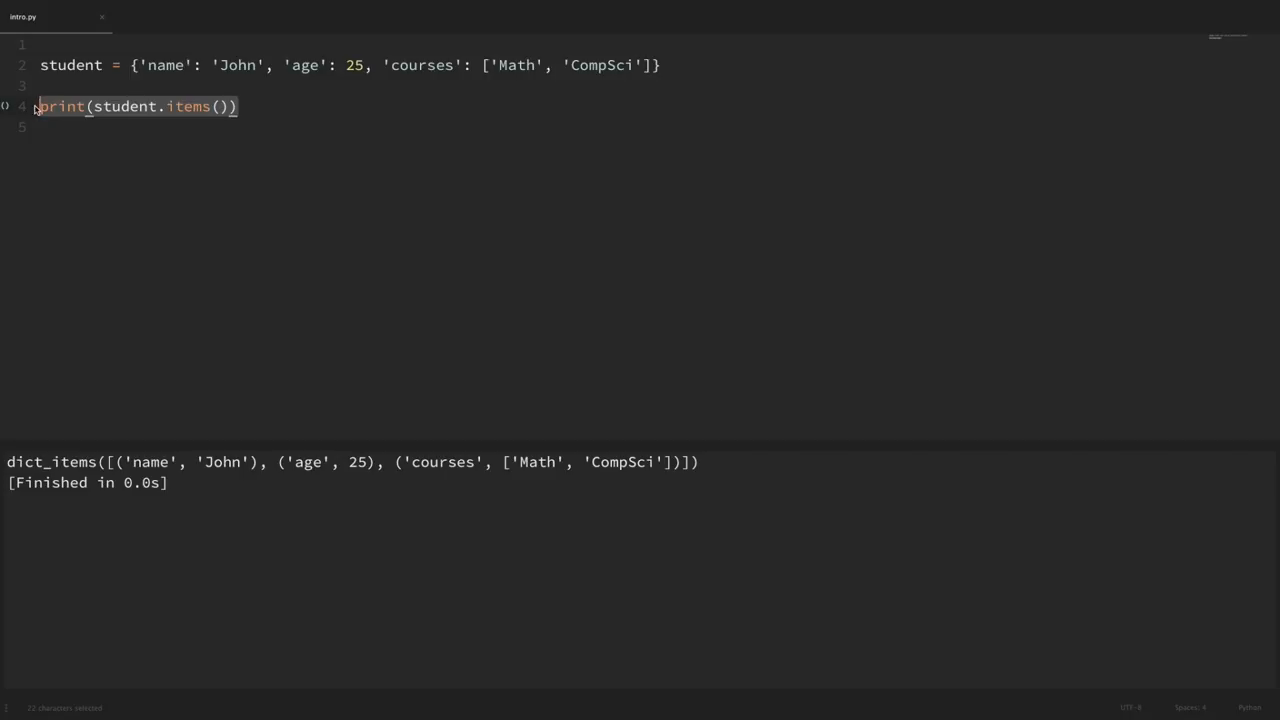 intro.py ×
1
2 student = {'name': 'John', 'age': 25, 'courses': ['Math', 'CompSci']}
3
{} 4 print(student.items())
5
dict_items([('name', 'John'), ('age', 25), ('courses', ['Math', 'CompSci'])])
[Finished in 0.0s]
22 characters selected UTF-8 Spaces: 4 Python